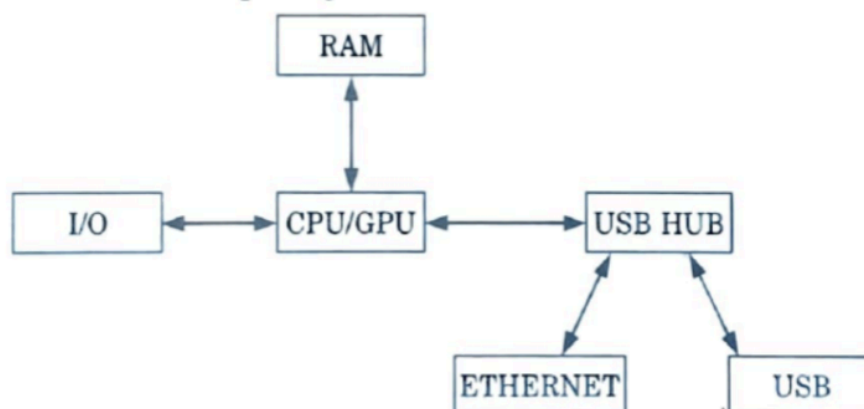 RAM
I/O
CPU/GPU
USB HUB
ETHERNET
USB